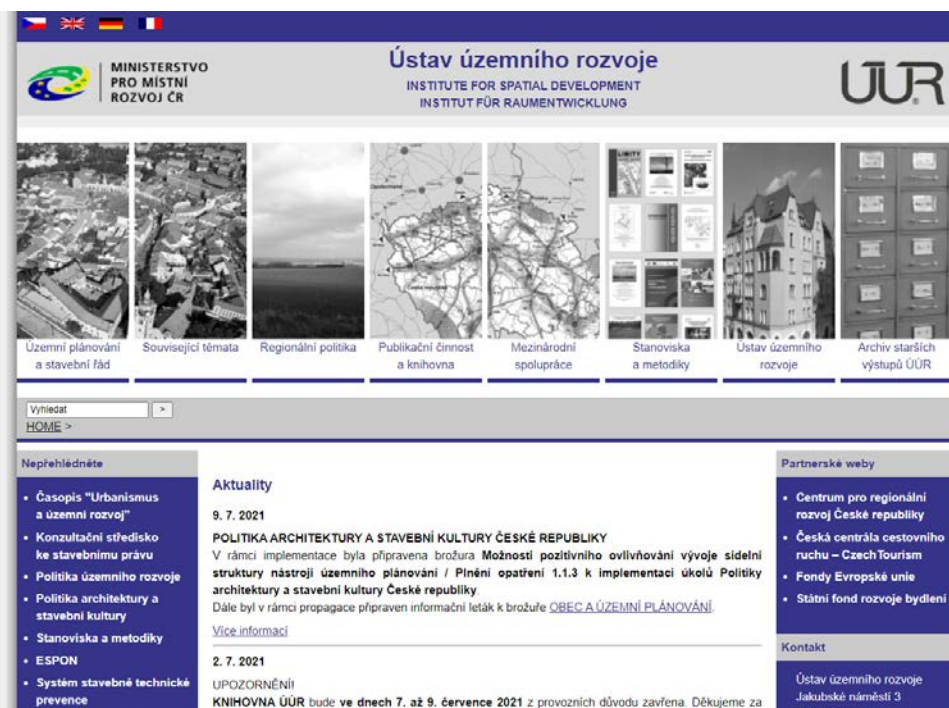 MINISTERSTVO
PRO MÍSTNÍ
ROZVOJ ČR
Ústav územního rozvoje
INSTITUTE FOR SPATIAL DEVELOPMENT
INSTITUT FÜR RAUMENTWICKLUNG
ÚÚR
LIMITY
Územní plánování
a stavební řád
Související témata
Regionální politika
Publikační činnost
a knihovna
Mezinárodní
spolupráce
Stanoviska
a metodiky
Ústav územního
rozvoje
Archiv starších
výstupů ÚÚR
Vyhledat >
HOME >
Nepřehlédněte
• Časopis "Urbanismus
a územní rozvoj"
• Konzultační středisko
ke stavebnímu právu
• Politika územního rozvoje
• Politika architektury a
stavební kultury
• Stanoviska a metodiky
• ESPON
• Systém stavebně technické
prevence
Aktuality
9. 7. 2021
POLITIKA ARCHITEKTURY A STAVEBNÍ KULTURY ČESKÉ REPUBLIKY
V rámci implementace byla připravena brožura Možnosti pozitivního ovlivňování vývoje sídelní
struktury nástroji územního plánování / Plnění opatření 1.1.3 k implementaci úkolů Politiky
architektury a stavební kultury České republiky.
Dále byl v rámci propagace připraven informační leták k brožuře OBEC A ÚZEMNÍ PLÁNOVÁNÍ.
Více informací
2. 7. 2021
UPOZORNĚNÍ!
KNIHOVNA ÚÚR bude ve dnech 7. až 9. července 2021 z provozních důvodu zavřena. Děkujeme za
Partnerské weby
• Centrum pro regionální
rozvoj České republiky
• Česká centrála cestovního
ruchu – CzechTourism
• Fondy Evropské unie
• Státní fond rozvoje bydlení
Kontakt
Ústav územního rozvoje
Jakubské náměstí 3